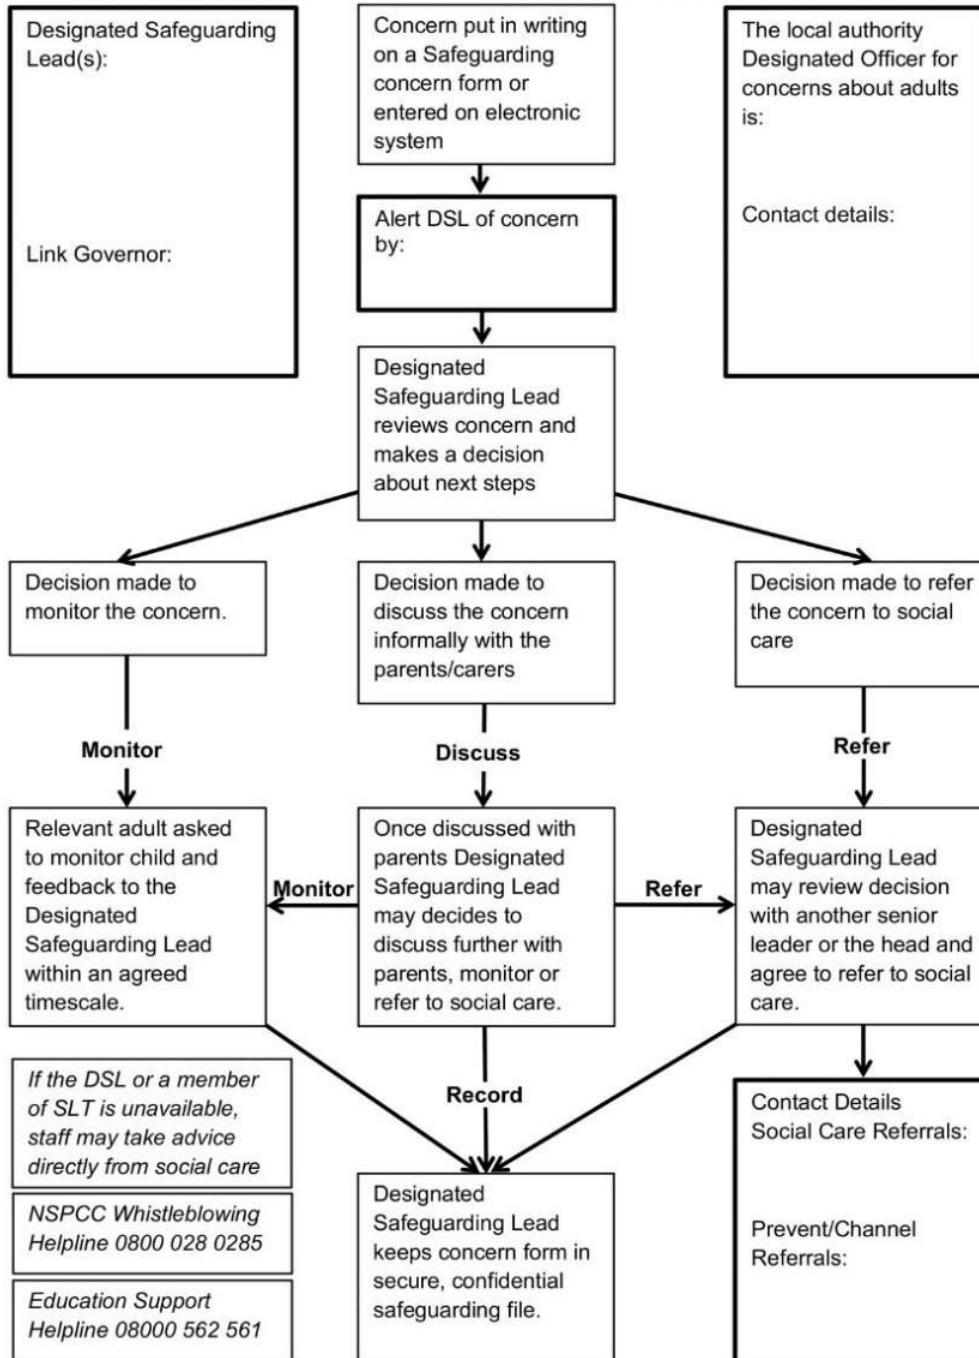 Designated Safeguarding
Lead(s):
Link Governor:
Concern put in writing
on a Safeguarding
concern form or
entered on electronic
system
The local authority
Designated Officer for
concerns about adults
is:
Contact details:
Alert DSL of concern
by:
Designated
Safeguarding Lead
reviews concern and
makes a decision
about next steps
Decision made to
monitor the concern.
Decision made to
discuss the concern
informally with the
parents/carers
Decision made to refer
the concern to social
care
Monitor
Discuss
Refer
Relevant adult asked
to monitor child and
feedback to the
Designated
Safeguarding Lead
within an agreed
timescale.
Monitor
Once discussed with
parents Designated
Safeguarding Lead
may decides to
discuss further with
parents, monitor or
refer to social care.
Refer
Designated
Safeguarding Lead
may review decision
with another senior
leader or the head and
agree to refer to social
care.
If the DSL or a member
of SLT is unavailable,
staff may take advice
directly from social care
NSPCC Whistleblowing
Helpline 0800 028 0285
Education Support
Helpline 08000 562 561
Record
Designated
Safeguarding Lead
keeps concern form in
secure, confidential
safeguarding file.
Contact Details
Social Care Referrals:
Prevent/Channel
Referrals: